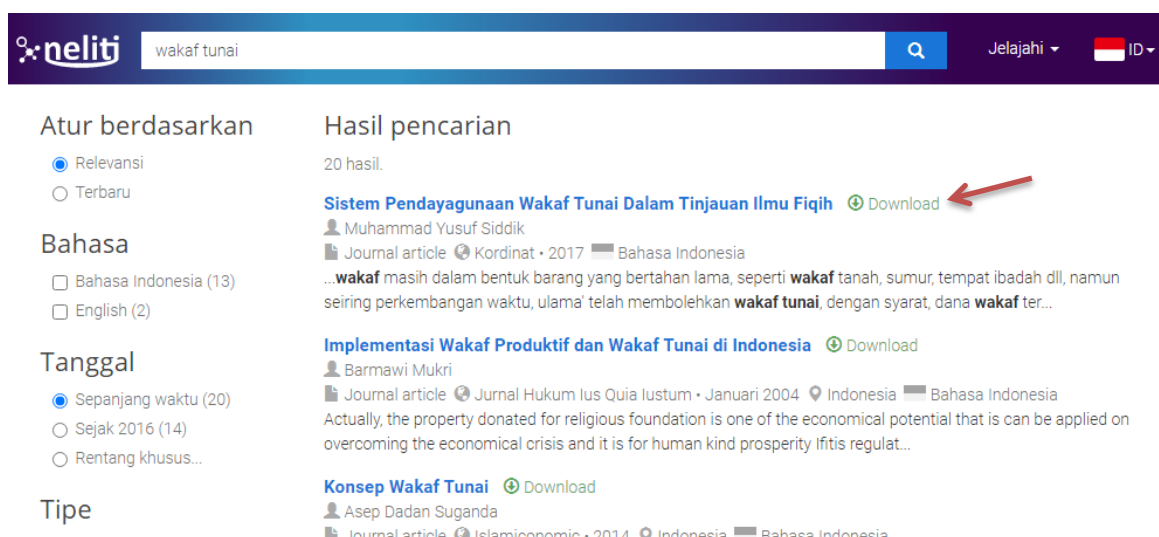 neliti
wakaf tunai
Jelajahi
ID
Atur berdasarkan
Relevansi
Terbaru
Bahasa
Bahasa Indonesia (13)
English (2)
Tanggal
Sepanjang waktu (20)
Sejak 2016 (14)
Rentang khusus...
Tipe
Hasil pencarian
20 hasil.
Sistem Pendayagunaan Wakaf Tunai Dalam Tinjauan Ilmu Fiqih Download
Muhammad Yusuf Siddik
Journal article Kordinat • 2017 Bahasa Indonesia
...wakaf masih dalam bentuk barang yang bertahan lama, seperti wakaf tanah, sumur, tempat ibadah dll, namun
seiring perkembangan waktu, ulama' telah membolehkan wakaf tunai, dengan syarat, dana wakaf ter...
Implementasi Wakaf Produktif dan Wakaf Tunai di Indonesia Download
Barmawi Mukri
Journal article Jurnal Hukum Ius Quia Iustum • Januari 2004 Indonesia Bahasa Indonesia
Actually, the property donated for religious foundation is one of the economical potential that is can be applied on
overcoming the economical crisis and it is for human kind prosperity Ifitis regulat...
Konsep Wakaf Tunai Download
Asep Dadan Suganda
Journal article Islamiconomic • 2014 Indonesia Bahasa Indonesia